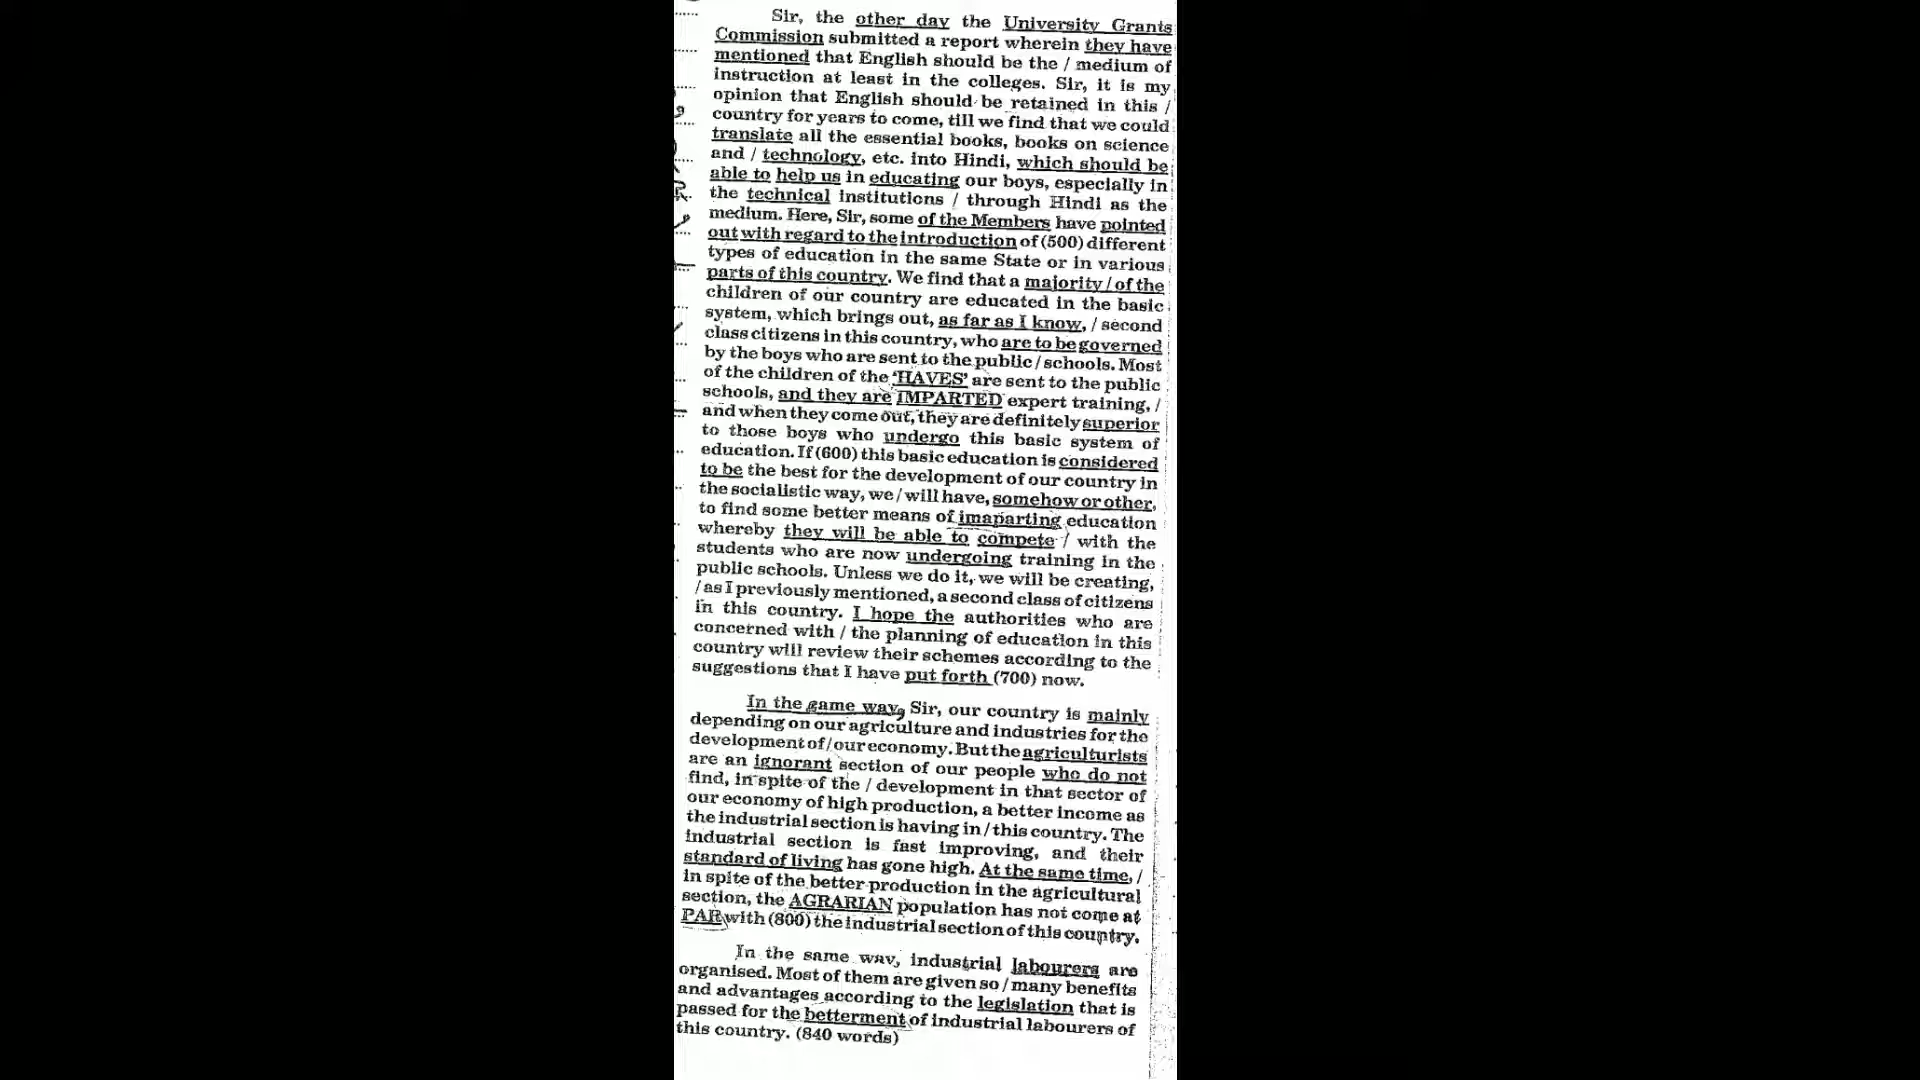 Sir, the other day the University Grants
Commission submitted a report wherein they have
mentioned that English should be the / medium of
instruction at least in the colleges. Sir, it is my
opinion that English should be retained in this /
country for years to come, till we find that we could
translate all the essential books, books on science
and / technology, etc. into Hindi, which should be
able to help us in educating our boys, especially in
the technical institutions / through Hindi as the
medium. Here, Sir, some of the Members have pointed
out with regard to the introduction of (500) different
types of education in the same State or in various
parts of this country. We find that a majority / of the
children of our country are educated in the basic
system, which brings out, as far as I know, / second
class citizens in this country, who are to be governed
by the boys who are sent to the public / schools. Most
of the children of the ‘HAVES’ are sent to the public
schools, and they are IMPARTED expert training, /
and when they come out, they are definitely superior
to those boys who undergo this basic system of
education. If (600) this basic education is considered
to be the best for the development of our country in
the socialistic way, we / will have, somehow or other,
to find some better means of imaparting education
whereby they will be able to compete / with the
students who are now undergoing training in the
public schools. Unless we do it, we will be creating,
/ as I previously mentioned, a second class of citizens
in this country. I hope the authorities who are
concerned with / the planning of education in this
country will review their schemes according to the
suggestions that I have put forth (700) now.
In the game way, Sir, our country is mainly
depending on our agriculture and industries for the
development of / our economy. But the agriculturists
are an ignorant section of our people who do not
find, in spite of the / development in that sector of
our economy of high production, a better income as
the industrial section is having in / this country. The
industrial section is fast improving, and their
standard of living has gone high. At the same time, /
in spite of the better production in the agricultural
section, the AGRARIAN population has not come at
PAR with (800) the industrial section of this country.
In the same way, industrial labourers are
organised. Most of them are given so / many benefits
and advantages according to the legislation that is
passed for the betterment of industrial labourers of
this country. (840 words)